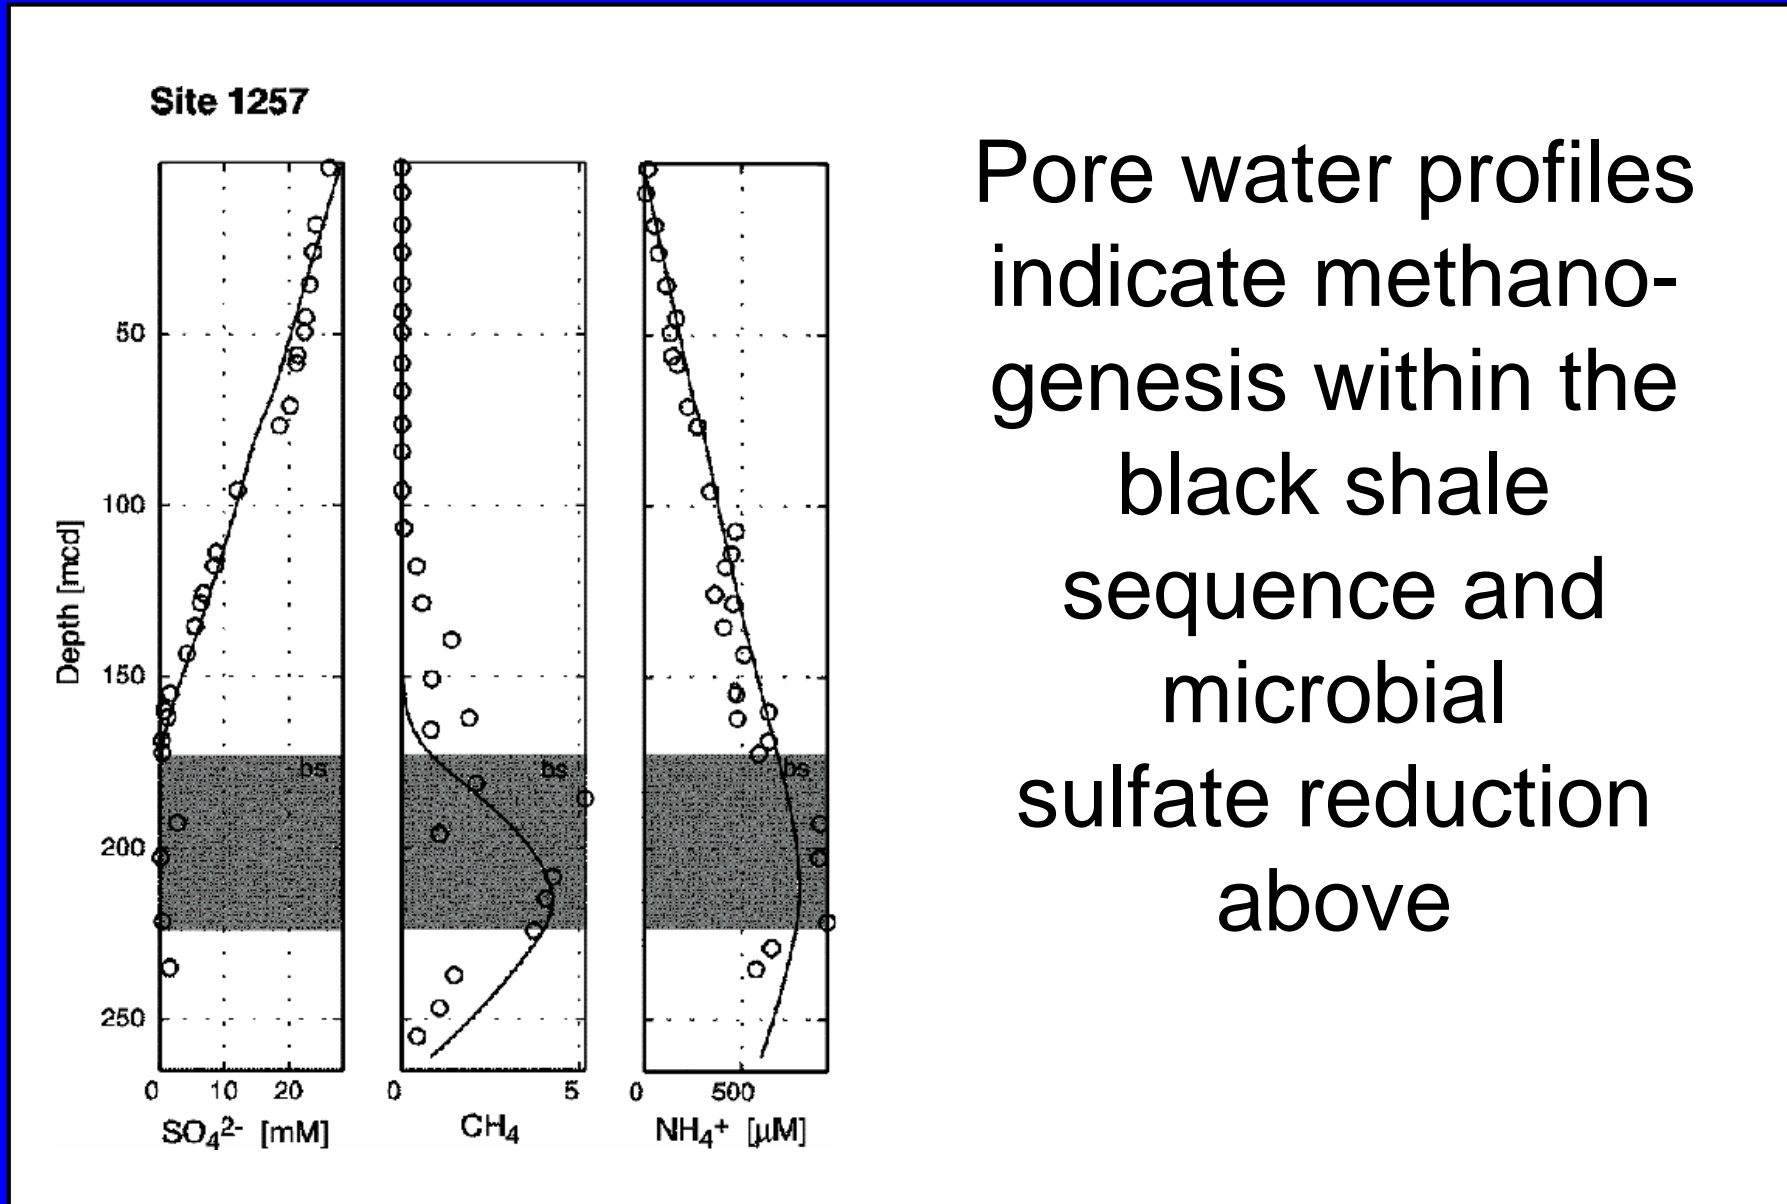 Site 1257
Pore water profiles
indicate methano-
genesis within the
black shale
sequence and
microbial
sulfate reduction
above
Depth [mcd]
50
100
150
200
250
bs
bs
bs
0 10 20
0 5
0 500
SO₄²⁻ [mM]
CH₄
NH₄⁺ [µM]